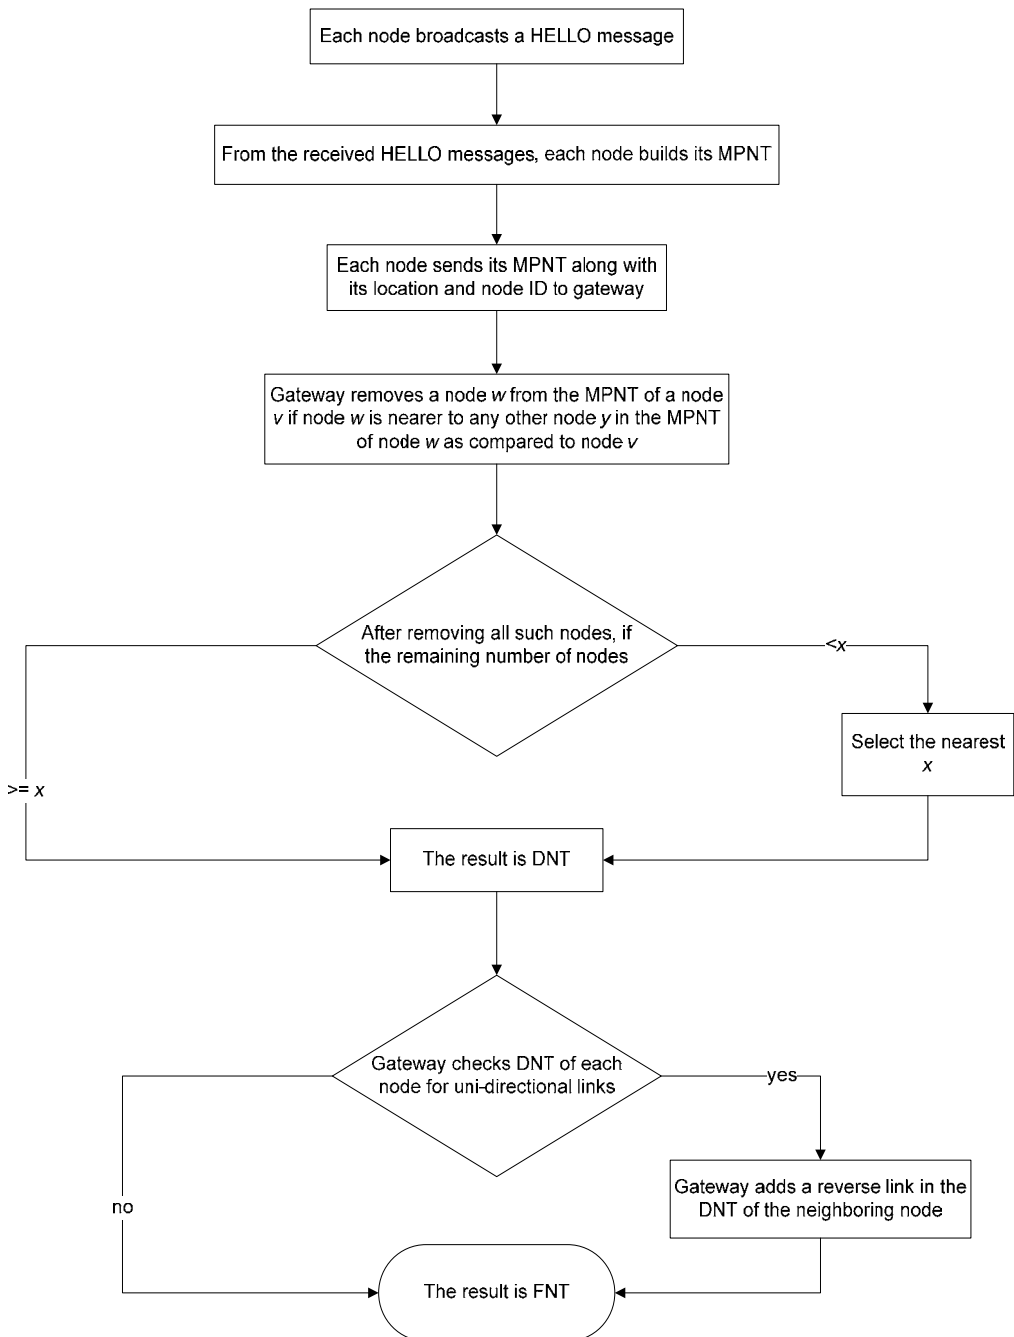 Each node broadcasts a HELLO message
From the received HELLO messages, each node builds its MPNT
Each node sends its MPNT along with
its location and node ID to gateway
Gateway removes a node w from the MPNT of a node
v if node w is nearer to any other node y in the MPNT
of node w as compared to node v
After removing all such nodes, if
the remaining number of nodes
<x
Select the nearest
x
>= x
The result is DNT
Gateway checks DNT of each
node for uni-directional links
yes
Gateway adds a reverse link in the
DNT of the neighboring node
no
The result is FNT